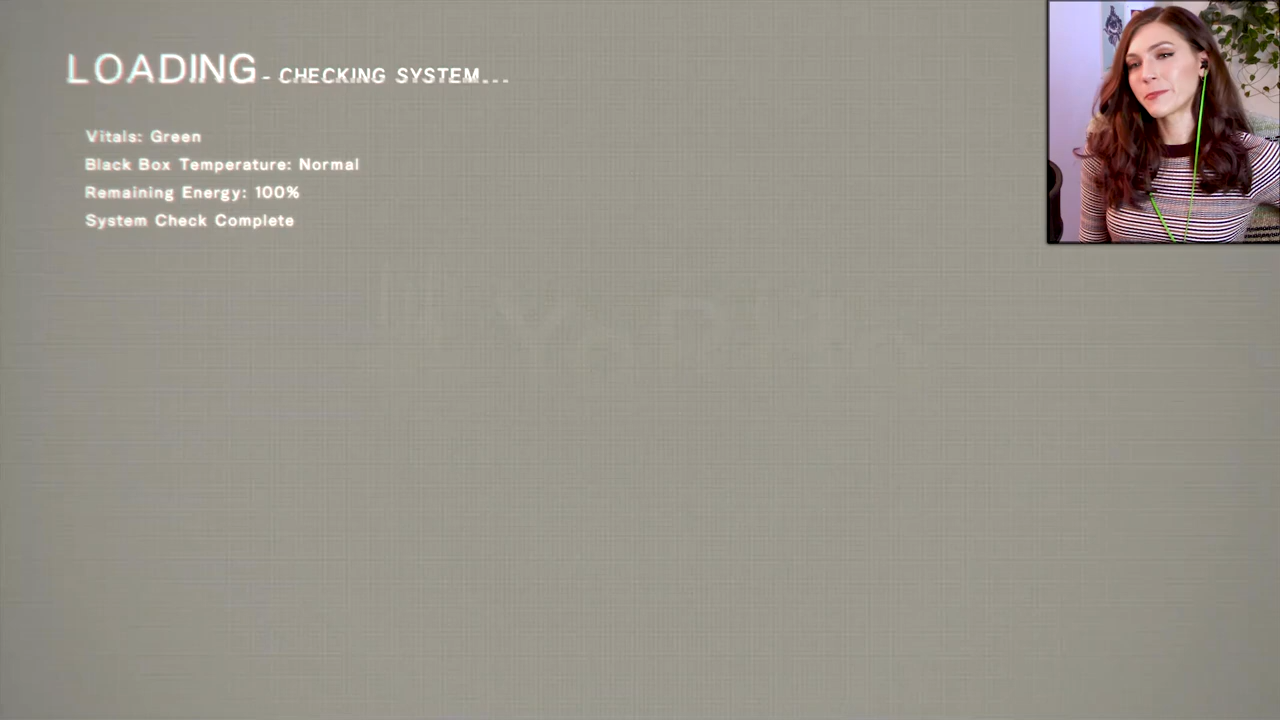 LOADING - CHECKING SYSTEM...
Vitals: Green
Black Box Temperature: Normal
Remaining Energy: 100%
System Check Complete